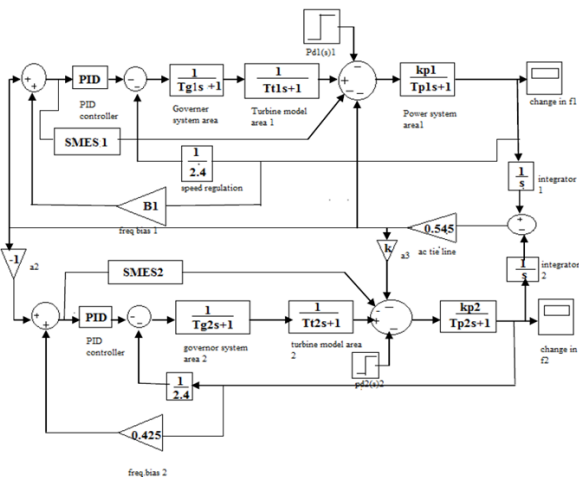 Pd1(s)1
+
+
PID
PID
controller
−
1
Tg1s +1
Governer
system area
1
Tt1s+1
Turbine model
area 1
+
−
−
−
kp1
Tp1s+1
Power system
area1
change in f1
SMES 1
1
2.4
speed regulation
B1
freq bias 1
1
s
integrator
1
+
−
0.545
ac tie line
-1
a2
k
a3
1
s
integrator
2
SMES2
+
+
PID
PID
controller
−
1
Tg2s+1
governor system
area 2
1
Tt2s+1
turbine model area
2
-
+
−
−
kp2
Tp2s+1
change in
f2
pd2(s)2
1
2.4
0.425
freq.bias 2